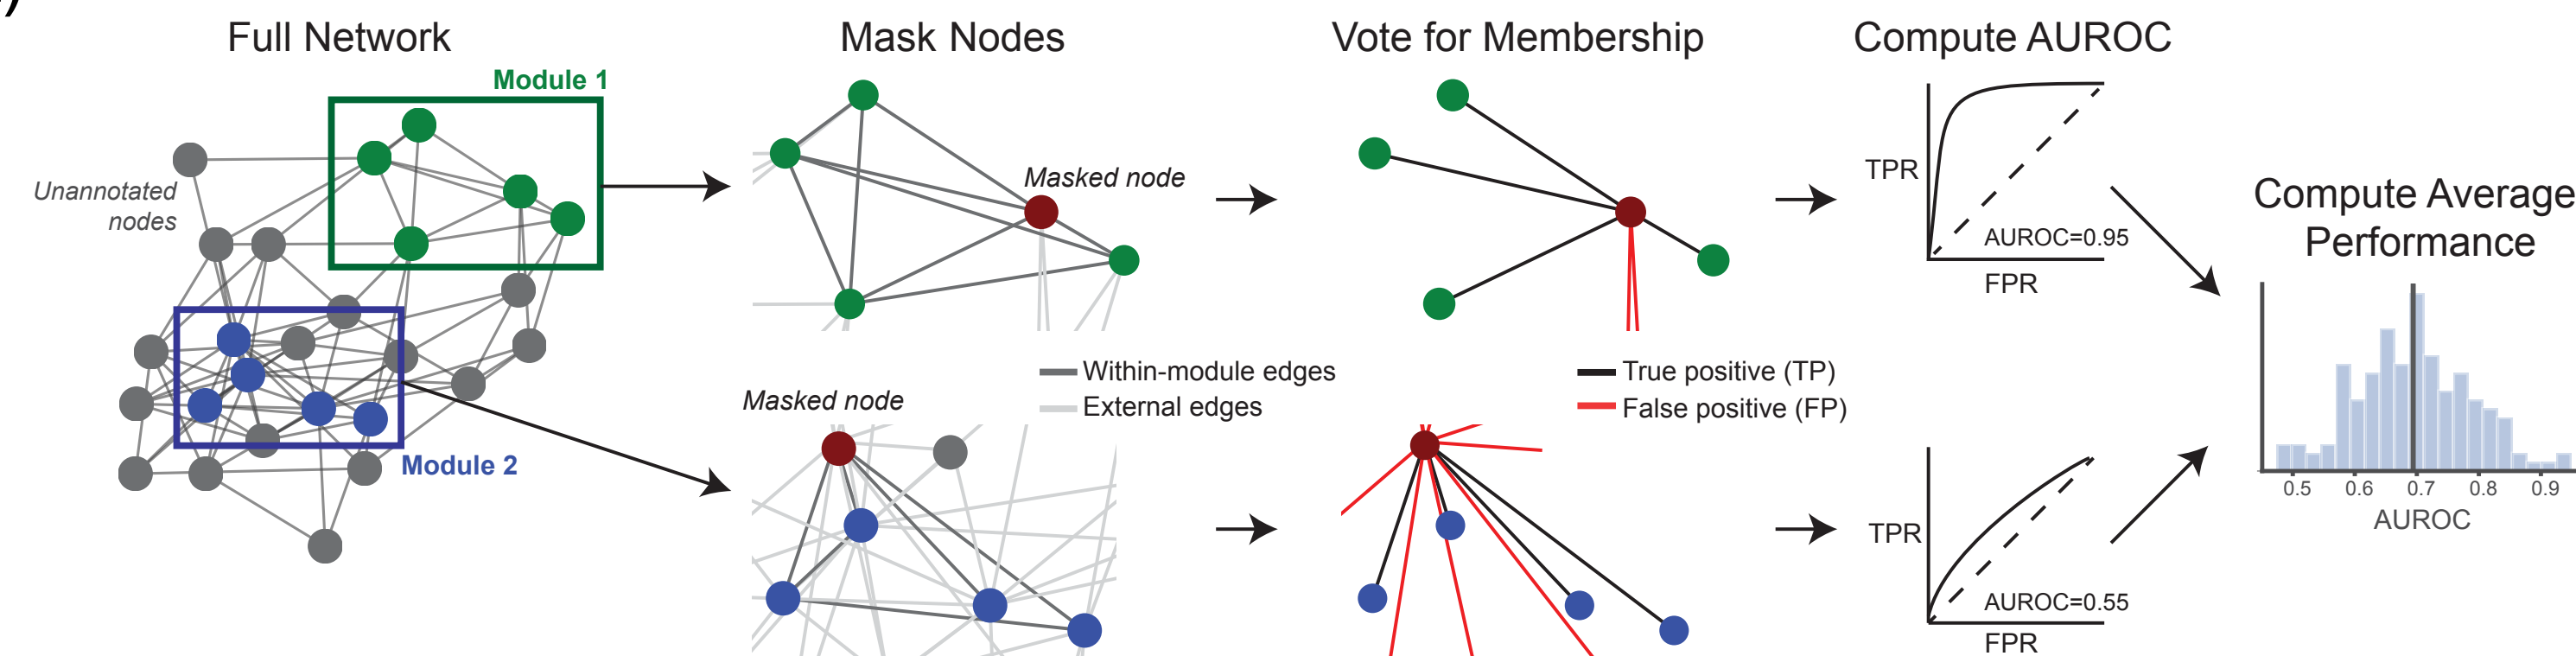 )
Full Network
Mask Nodes
Vote for Membership
Compute AUROC
Module 1
Unannotated
nodes
Masked node
TPR
AUROC=0.95
FPR
Compute Average
Performance
Within-module edges
External edges
True positive (TP)
False positive (FP)
Masked node
Module 2
TPR
AUROC=0.55
FPR
0.5 0.6 0.7 0.8 0.9
AUROC